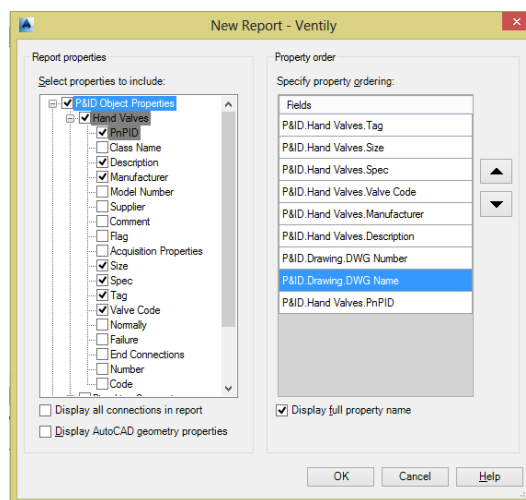 New Report - Ventily
Report properties
Select properties to include:
P&ID Object Properties
Hand Valves
PnPID
Class Name
Description
Manufacturer
Model Number
Supplier
Comment
Flag
Acquisition Properties
Size
Spec
Tag
Valve Code
Normally
Failure
End Connections
Number
Code
Display all connections in report
Display AutoCAD geometry properties
Property order
Specify property ordering:
Fields
P&ID.Hand Valves.Tag
P&ID.Hand Valves.Size
P&ID.Hand Valves.Spec
P&ID.Hand Valves.Valve Code
P&ID.Hand Valves.Manufacturer
P&ID.Hand Valves.Description
P&ID.Drawing.DWG Number
P&ID.Drawing.DWG Name
P&ID.Hand Valves.PnPID
Display full property name
OK
Cancel
Help